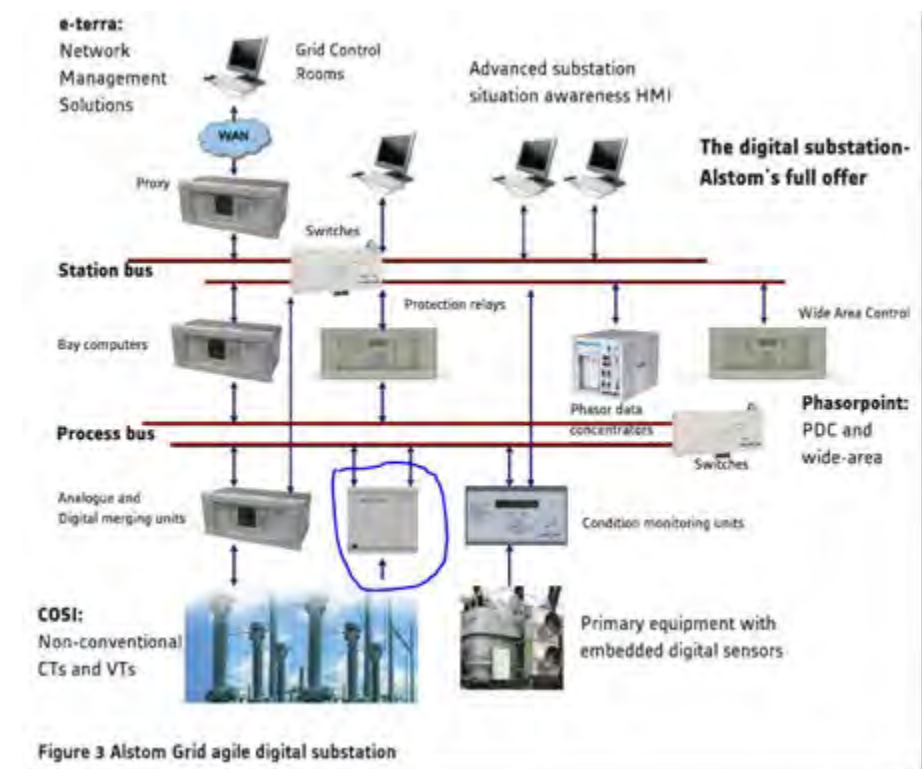 e-terra:
Network
Management
Solutions
Grid Control
Rooms
Advanced substation
situation awareness HMI
WAN
The digital substation-
Alstom's full offer
Proxy
Switches
Station bus
Protection relays
Wide Area Control
Bay computers
Phasor data
concentrators
Phasorpoint:
PDC and
wide-area
Process bus
Switches
Analogue and
Digital merging units
Condition monitoring units
COSI:
Non-conventional
CTs and VTs
Primary equipment with
embedded digital sensors
Figure 3 Alstom Grid agile digital substation